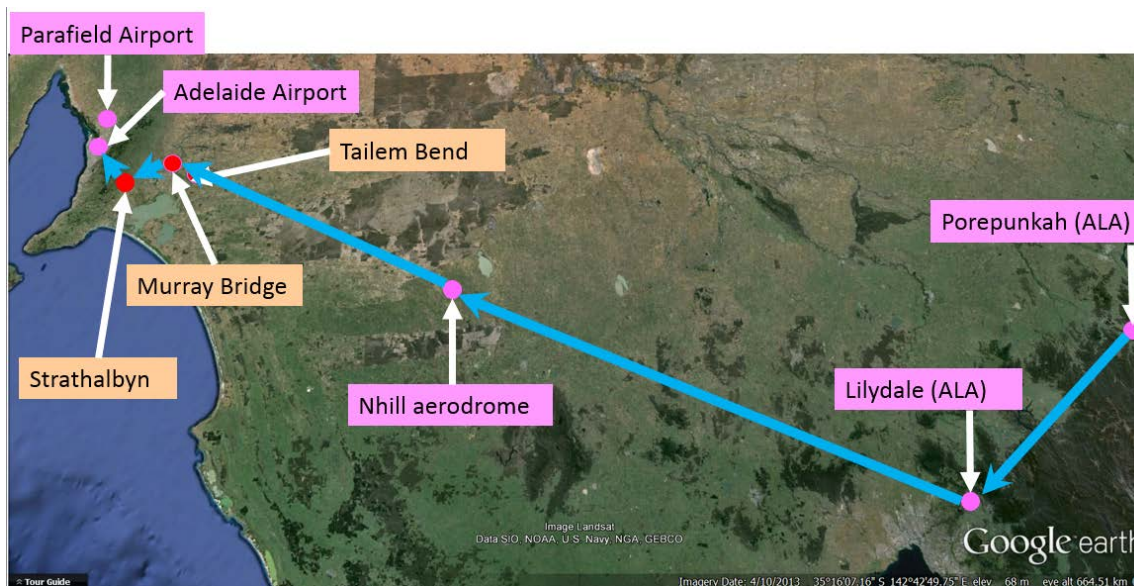 Parafield Airport
Adelaide Airport
Tailem Bend
Porepunkah (ALA)
Murray Bridge
Strathalbyn
Nhill aerodrome
Lilydale (ALA)
Image Landsat
Data SIO, NOAA, U.S. Navy, NGA, GEBCO
Google earth
Tour Guide
Imagery Date: 4/10/2013 35°16'07.16" S 142°42'49.75" E elev 68 m eye alt 664.51 km